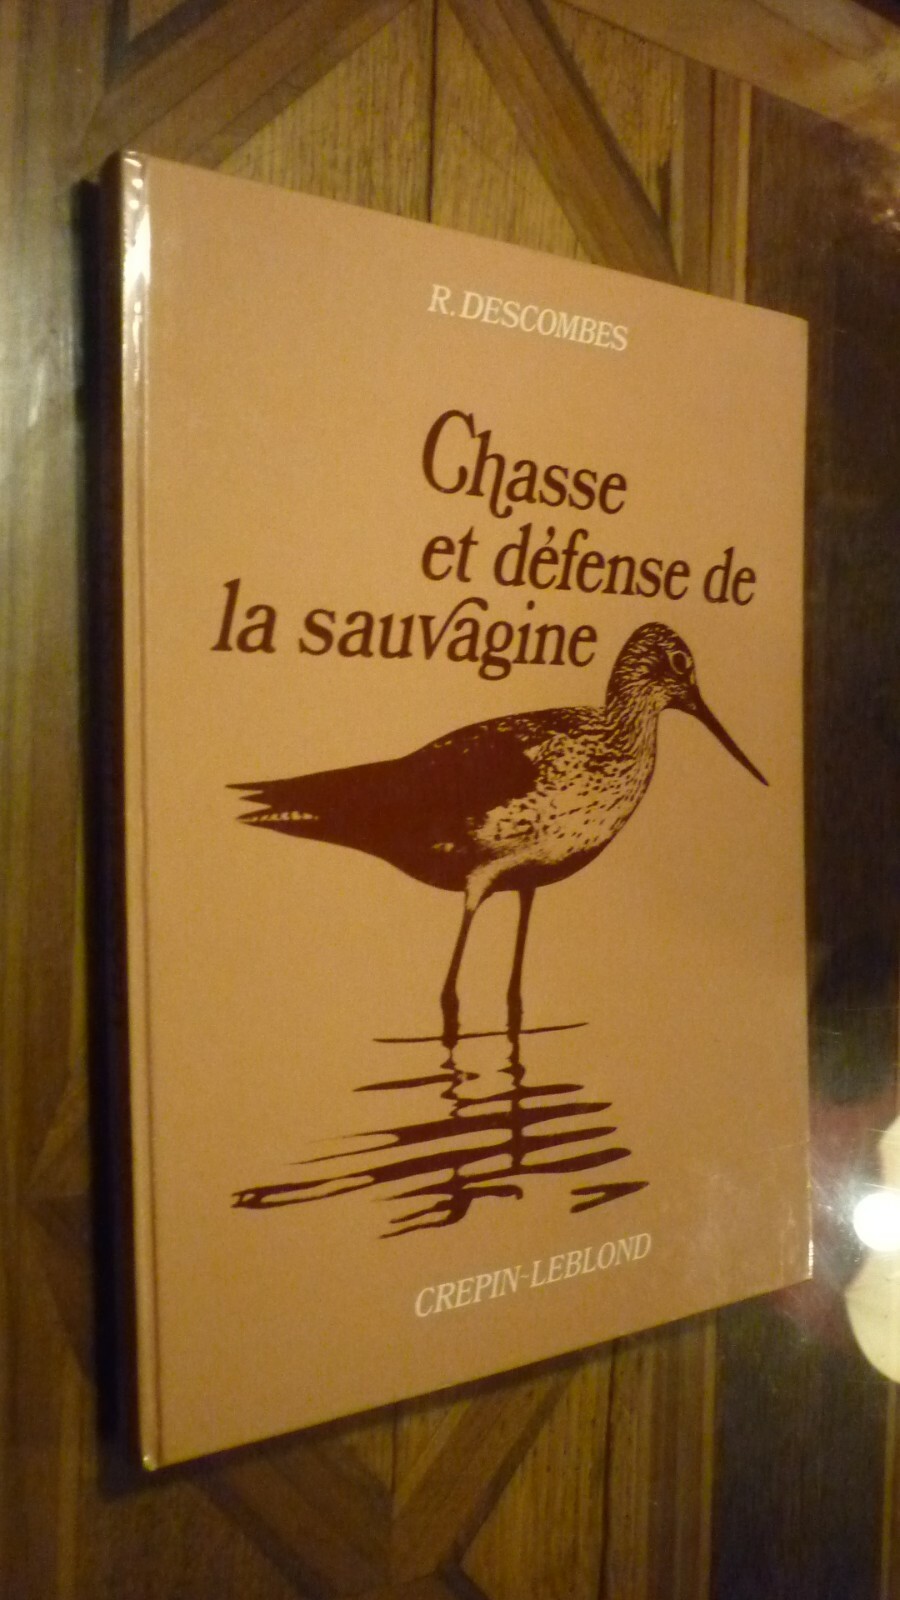 R. DESCOMBES
Chasse
et défense de
la sauvagine
CREPIN-LEBLOND